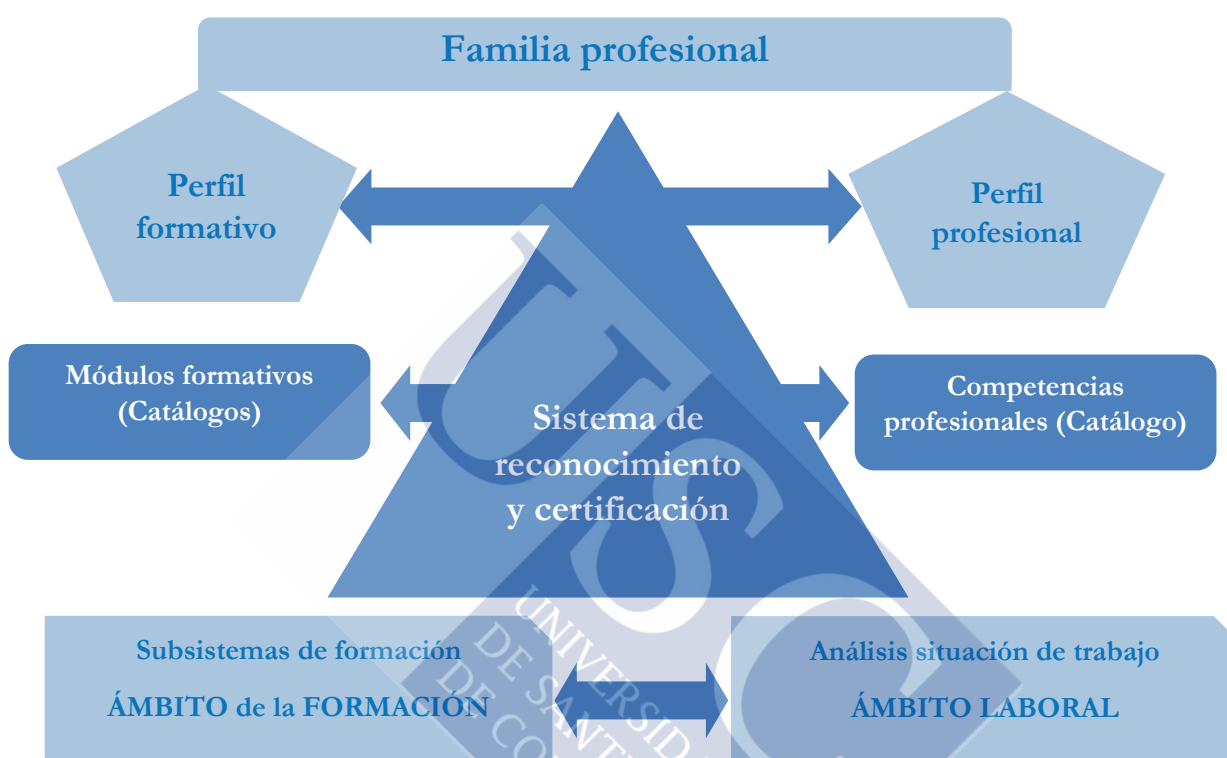 Familia profesional
Perfil
formativo
Perfil
profesional
Módulos formativos
(Catálogos)
Competencias
profesionales (Catálogo)
Sistema de
reconocimiento
y certificación
Subsistemas de formación
ÁMBITO de la FORMACIÓN
Análisis situación de trabajo
ÁMBITO LABORAL
USC